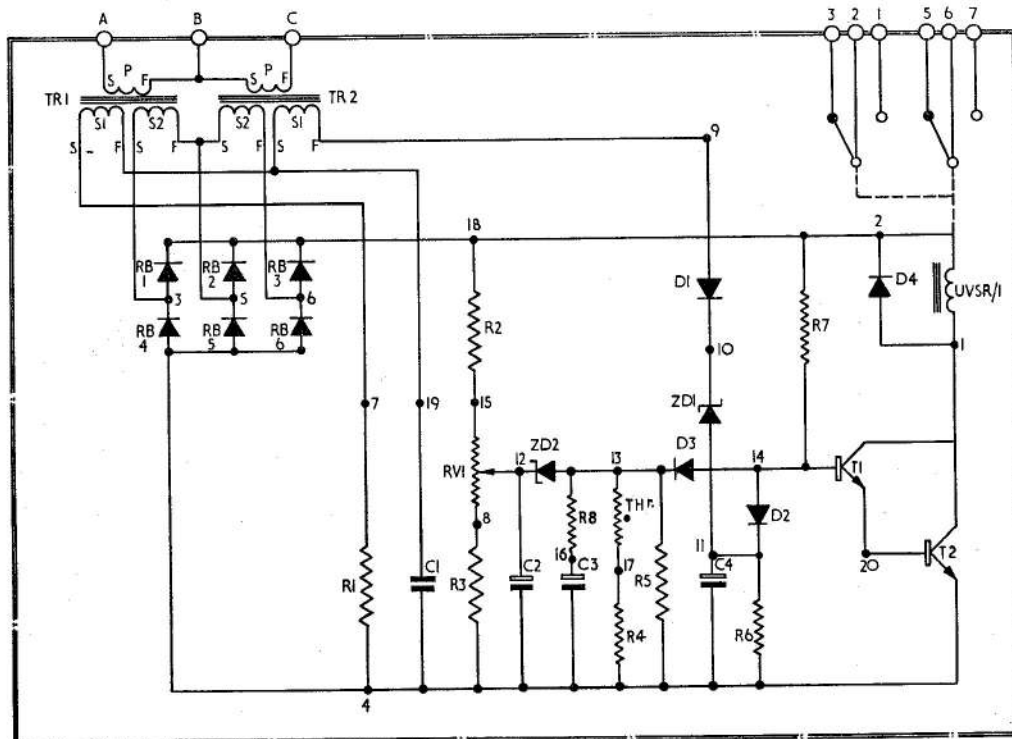 A B C 3 2 1 5 6 7
S P F S P F
TR1 TR2
S1 S2 S2 S1
S - F S F S F S F
9
18 2
RB 1 RB 2 RB 3 D1 D4 UVSR/1
3 5 6 R2 R7
RB 4 RB 5 RB 6 10 1
7 19 15 ZD1
RV1 12 ZD2 13 D3 14 T1
8 R8 TH D2
16 11 20 T2
R1 C1 R3 C2 C3 17 R5 C4
R4 R6
4